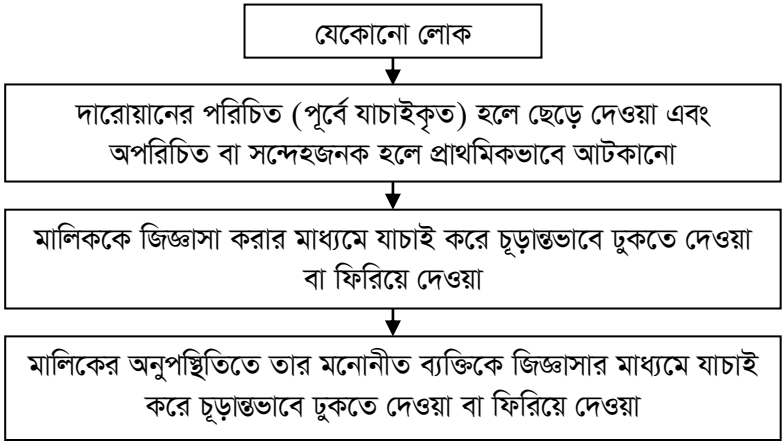 যেকোনো লোক
দারোয়ানের পরিচিত (পূর্বে যাচাইকৃত) হলে ছেড়ে দেওয়া এবং
অপরিচিত বা সন্দেহজনক হলে প্রাথমিকভাবে আটকানো
মালিককে জিজ্ঞাসা করার মাধ্যমে যাচাই করে চূড়ান্তভাবে ঢুকতে দেওয়া
বা ফিরিয়ে দেওয়া
মালিকের অনুপস্থিতিতে তার মনোনীত ব্যক্তিকে জিজ্ঞাসার মাধ্যমে যাচাই
করে চূড়ান্তভাবে ঢুকতে দেওয়া বা ফিরিয়ে দেওয়া